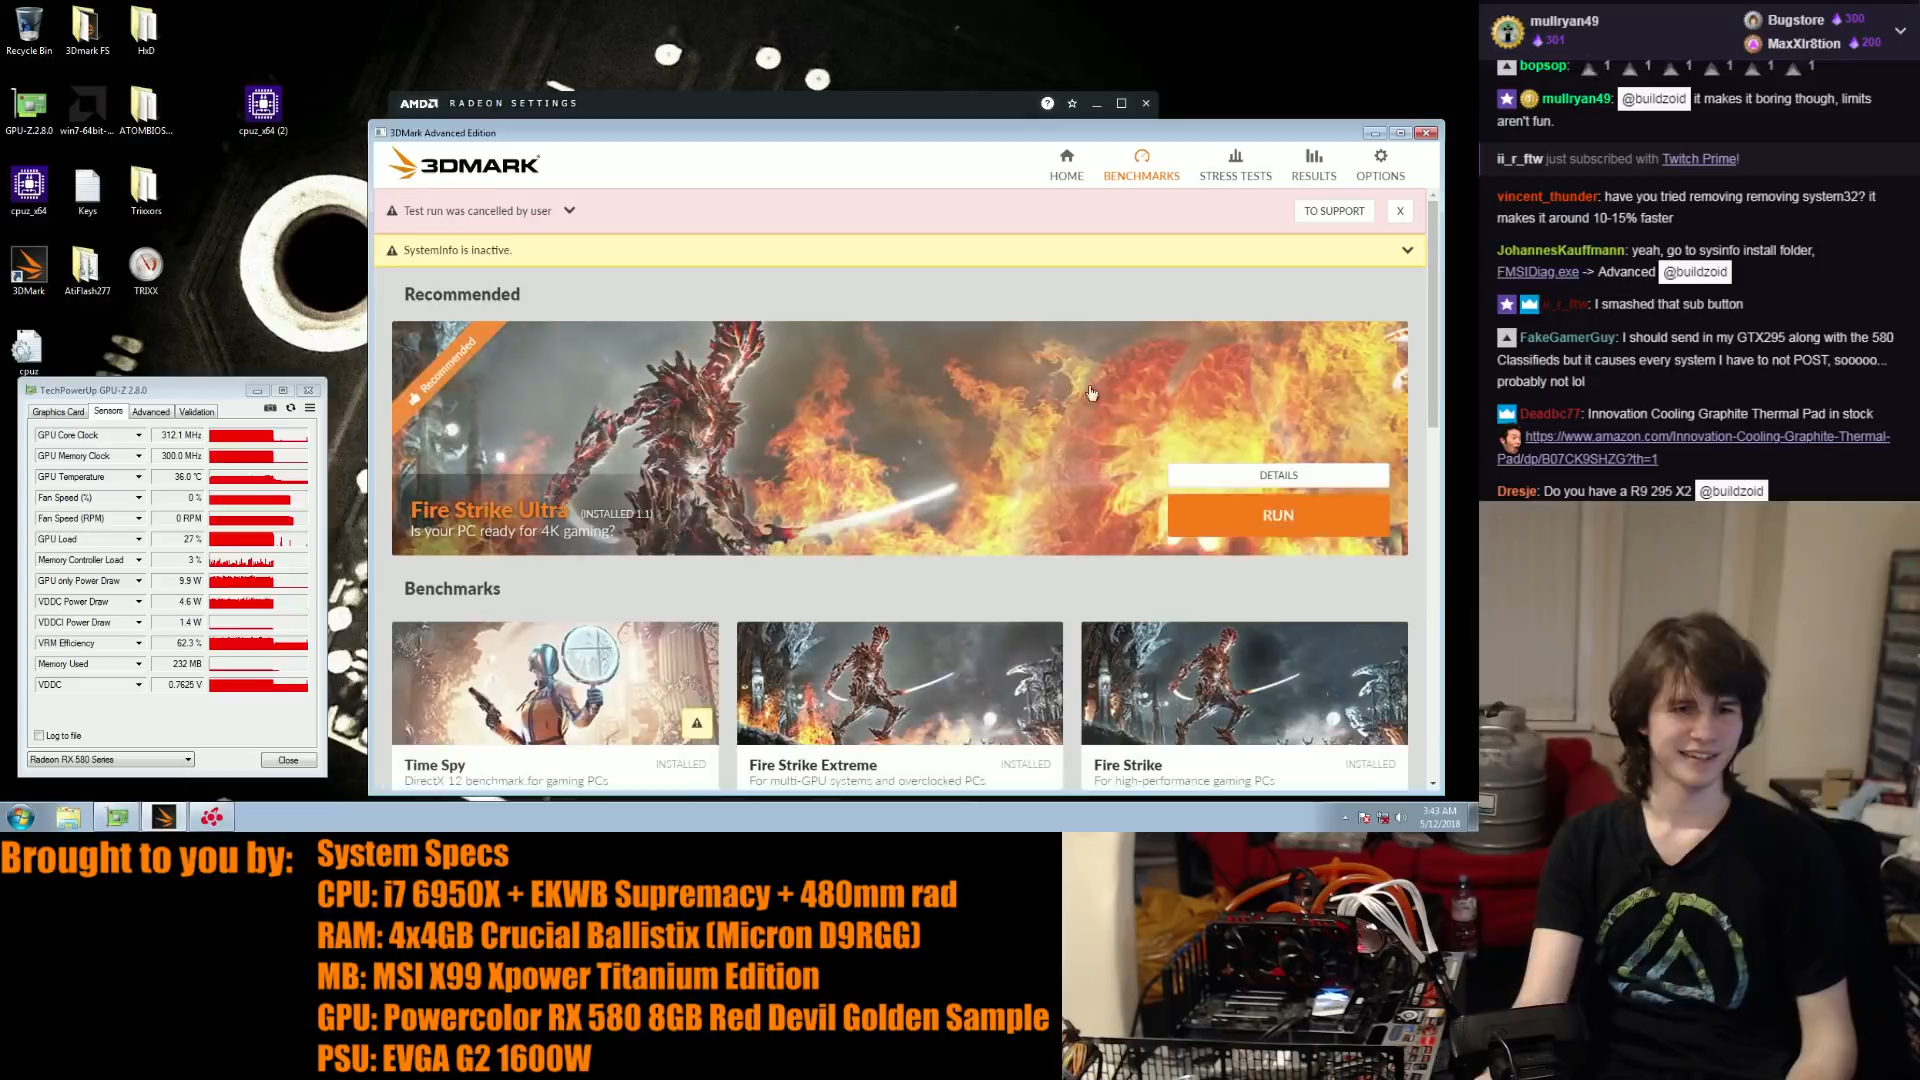 Recycle Bin
3Dmark FS
HxD
GPU-Z.2.8.0
win7-64bit-...
ATOMBIOS...
cpuz_x64 (2)
cpuz_x64
Keys
Trixxors
3DMark
AtiFlash277
TRIXX
cpuz
AMD RADEON SETTINGS
3DMark Advanced Edition
3DMARK
HOME
BENCHMARKS
STRESS TESTS
RESULTS
OPTIONS
Test run was cancelled by user
TO SUPPORT
X
SystemInfo is inactive.
Recommended
Recommended
Fire Strike Ultra (INSTALLED 1.1)
Is your PC ready for 4K gaming?
DETAILS
RUN
Benchmarks
Time Spy
INSTALLED
DirectX 12 benchmark for gaming PCs
Fire Strike Extreme
INSTALLED
For multi-GPU systems and overclocked PCs
Fire Strike
INSTALLED
For high-performance gaming PCs
TechPowerUp GPU-Z 2.8.0
Graphics Card
Sensors
Advanced
Validation
GPU Core Clock 312.1 MHz
GPU Memory Clock 300.0 MHz
GPU Temperature 36.0 °C
Fan Speed (%) 0 %
Fan Speed (RPM) 0 RPM
GPU Load 27 %
Memory Controller Load 3 %
GPU only Power Draw 9.9 W
VDDC Power Draw 4.6 W
VDDCI Power Draw 1.4 W
VRM Efficiency 62.3 %
Memory Used 232 MB
VDDC 0.7625 V
Log to file
Radeon RX 580 Series
Close
3:43 AM
5/12/2018
mullryan49
301
Bugstore 300
MaxXlr8tion 200
bopsop: 1 1 1 1 1 1
mullryan49: @buildzoid it makes it boring though, limits
aren't fun.
ii_r_ftw just subscribed with Twitch Prime!
vincent_thunder: have you tried removing removing system32? it
makes it around 10-15% faster
JohannesKauffmann: yeah, go to sysinfo install folder,
FMSIDiag.exe -> Advanced @buildzoid
ii_r_ftw: I smashed that sub button
FakeGamerGuy: I should send in my GTX295 along with the 580
Classifieds but it causes every system I have to not POST, sooooo...
probably not lol
Deadbc77: Innovation Cooling Graphite Thermal Pad in stock
https://www.amazon.com/Innovation-Cooling-Graphite-Thermal-
Pad/dp/B07CK9SHZG?th=1
Dresje: Do you have a R9 295 X2 @buildzoid
Brought to you by:
System Specs
CPU: i7 6950X + EKWB Supremacy + 480mm rad
RAM: 4x4GB Crucial Ballistix (Micron D9RGG)
MB: MSI X99 Xpower Titanium Edition
GPU: Powercolor RX 580 8GB Red Devil Golden Sample
PSU: EVGA G2 1600W